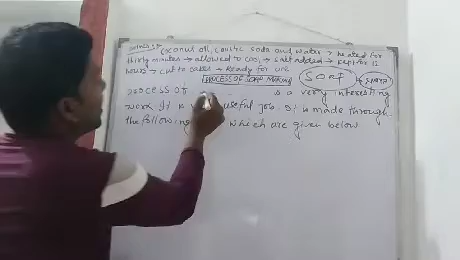 coconut oil, caustic soda and water → heated for
thirty minutes → allowed to cool → salt added → kept for 12
hours → cut to cakes → Ready for use
PROCESS OF SOAP MAKING
SOAP
process of is a very interesting
work. It is useful job. It is made through
the following which are given below